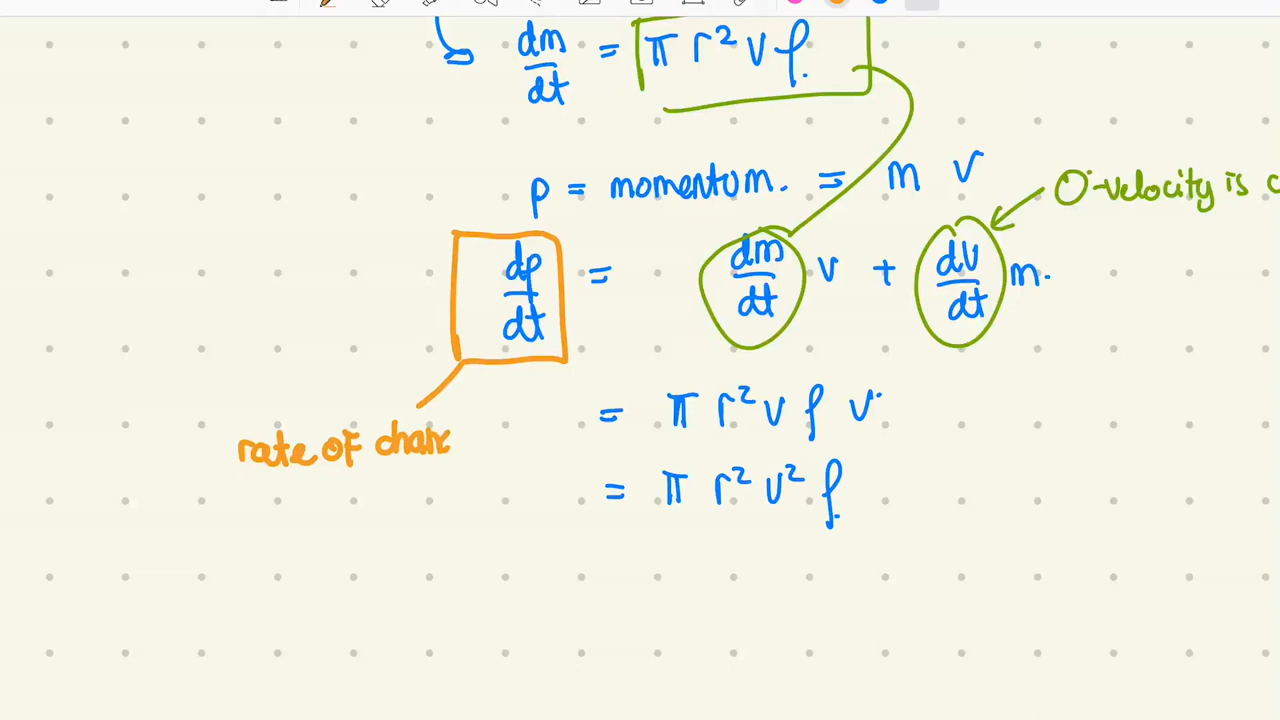 dm/dt = π r² v ρ
p = momentum. = m v
0 - velocity is c
dp/dt = dm/dt v + dv/dt m.
= π r² v ρ v
rate of chan
= π r² v² ρ